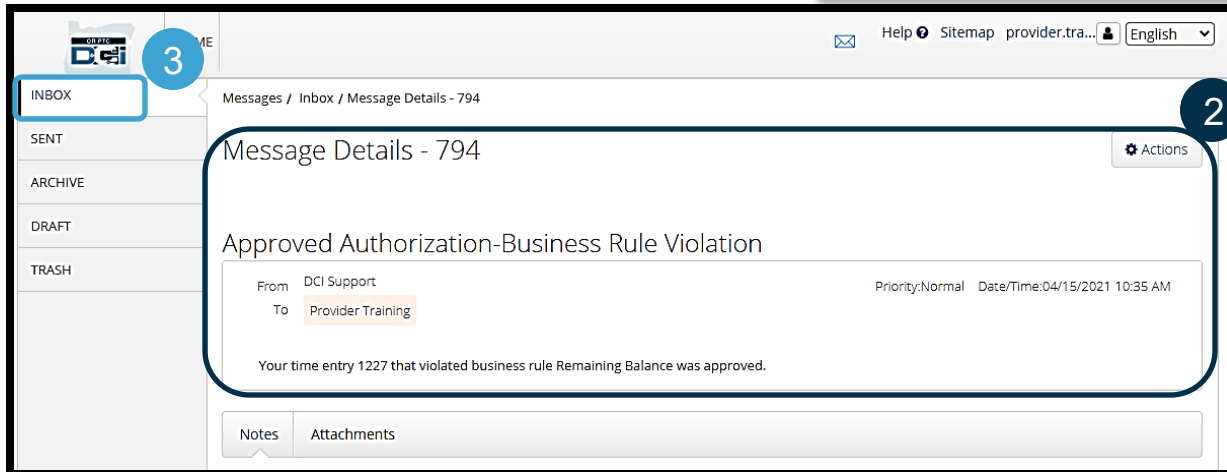 OR PTC
DCi
3
ME
Help Sitemap provider.tra... English
INBOX
SENT
ARCHIVE
DRAFT
TRASH
Messages / Inbox / Message Details - 794
2
Message Details - 794
Actions
Approved Authorization-Business Rule Violation
From DCI Support
Priority:Normal Date/Time:04/15/2021 10:35 AM
To Provider Training
Your time entry 1227 that violated business rule Remaining Balance was approved.
Notes Attachments